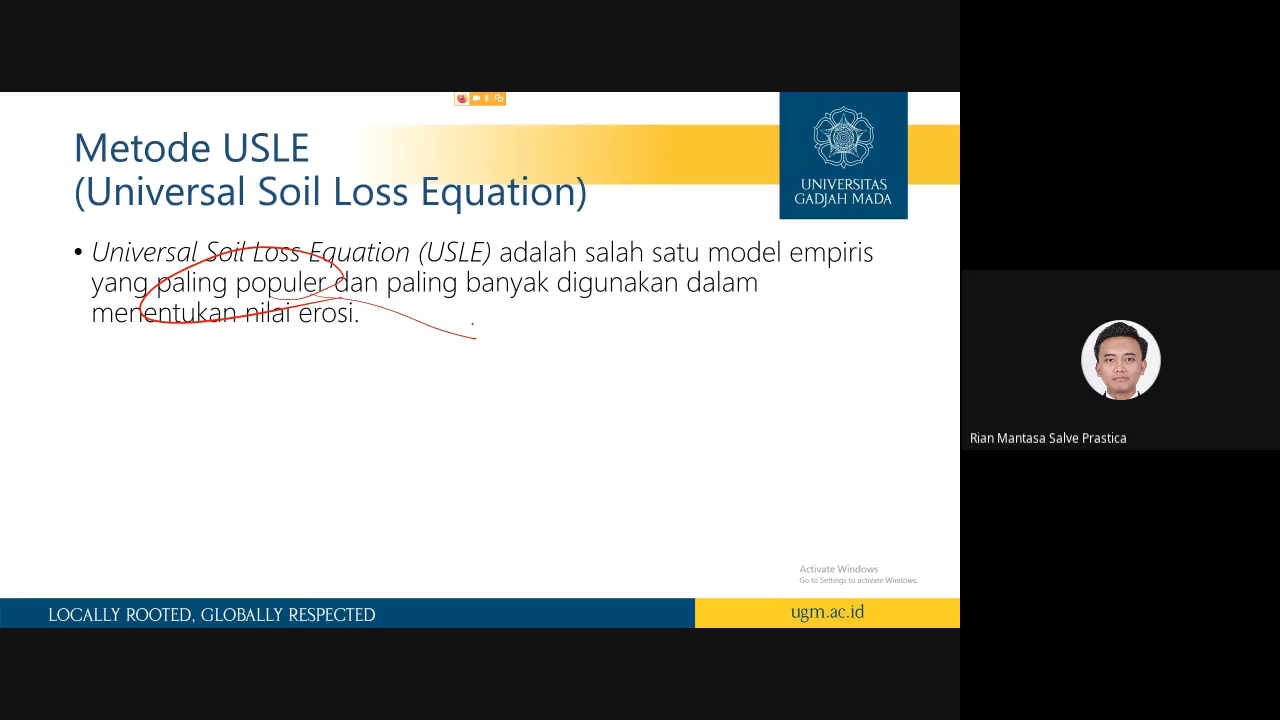 Metode USLE
(Universal Soil Loss Equation)
UNIVERSITAS
GADJAH MADA
• Universal Soil Loss Equation (USLE) adalah salah satu model empiris
yang paling populer dan paling banyak digunakan dalam
menentukan nilai erosi.
Rian Mantasa Salve Prastica
Activate Windows
Go to Settings to activate Windows.
LOCALLY ROOTED, GLOBALLY RESPECTED
ugm.ac.id